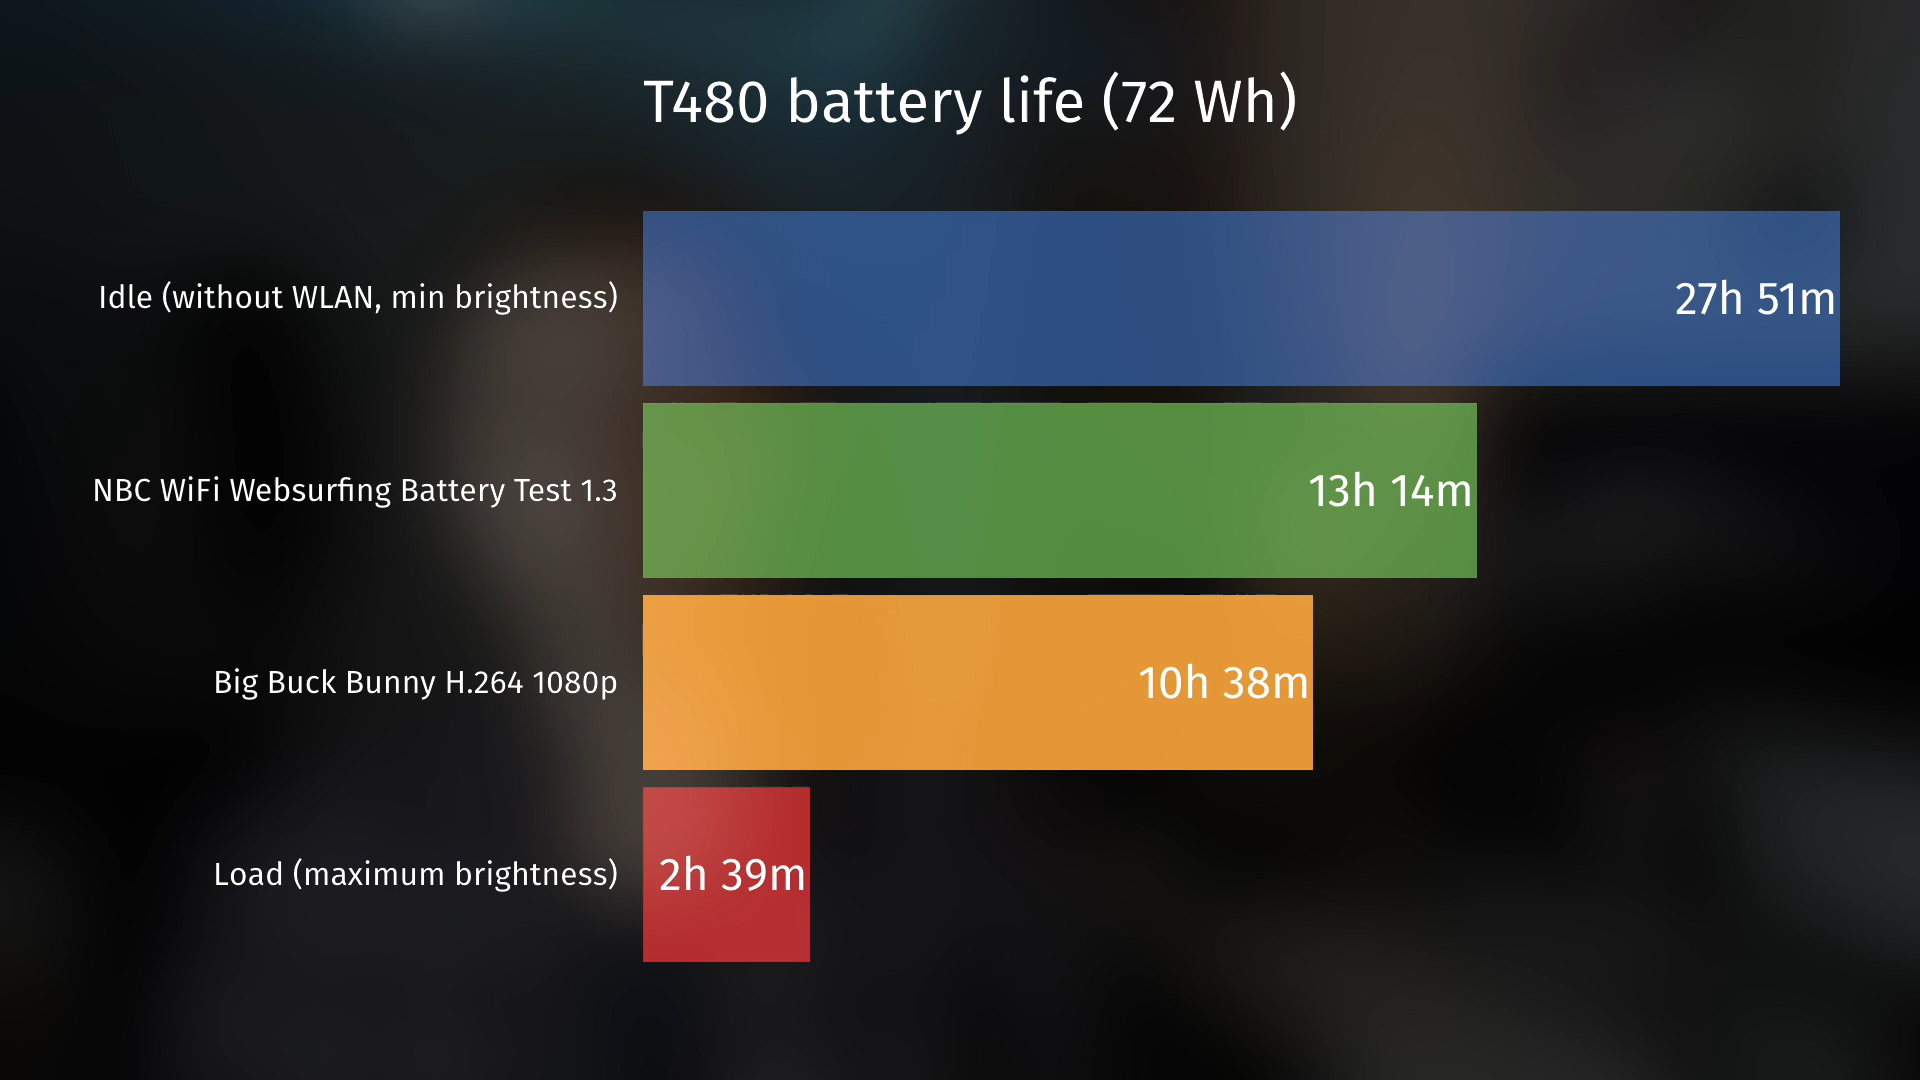 T480 battery life (72 Wh)
Idle (without WLAN, min brightness)
27h 51m
NBC WiFi Websurfing Battery Test 1.3
13h 14m
Big Buck Bunny H.264 1080p
10h 38m
Load (maximum brightness)
2h 39m